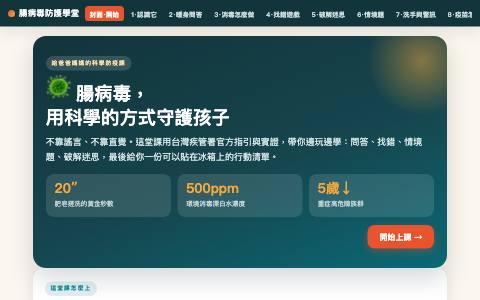 腸病毒防護學堂 封面·開始 1·認識它 2·暖身問答 3·消毒怎麼做 4·找錯遊戲 5·破解迷思 6·情境題 7·洗手與警訊 8·疫苗怎
給爸爸媽媽的科學防疫課
腸病毒，
用科學的方式守護孩子
不靠謠言、不靠直覺。這堂課用台灣疾管署官方指引與實證，帶你邊玩邊學：問答、找錯、情境
題、破解迷思，最後給你一份可以貼在冰箱上的行動清單。
20″ 500ppm 5歲↓
肥皂搓洗的黃金秒數 環境消毒漂白水濃度 重症高危險族群
開始上課 →
這堂課怎麼上